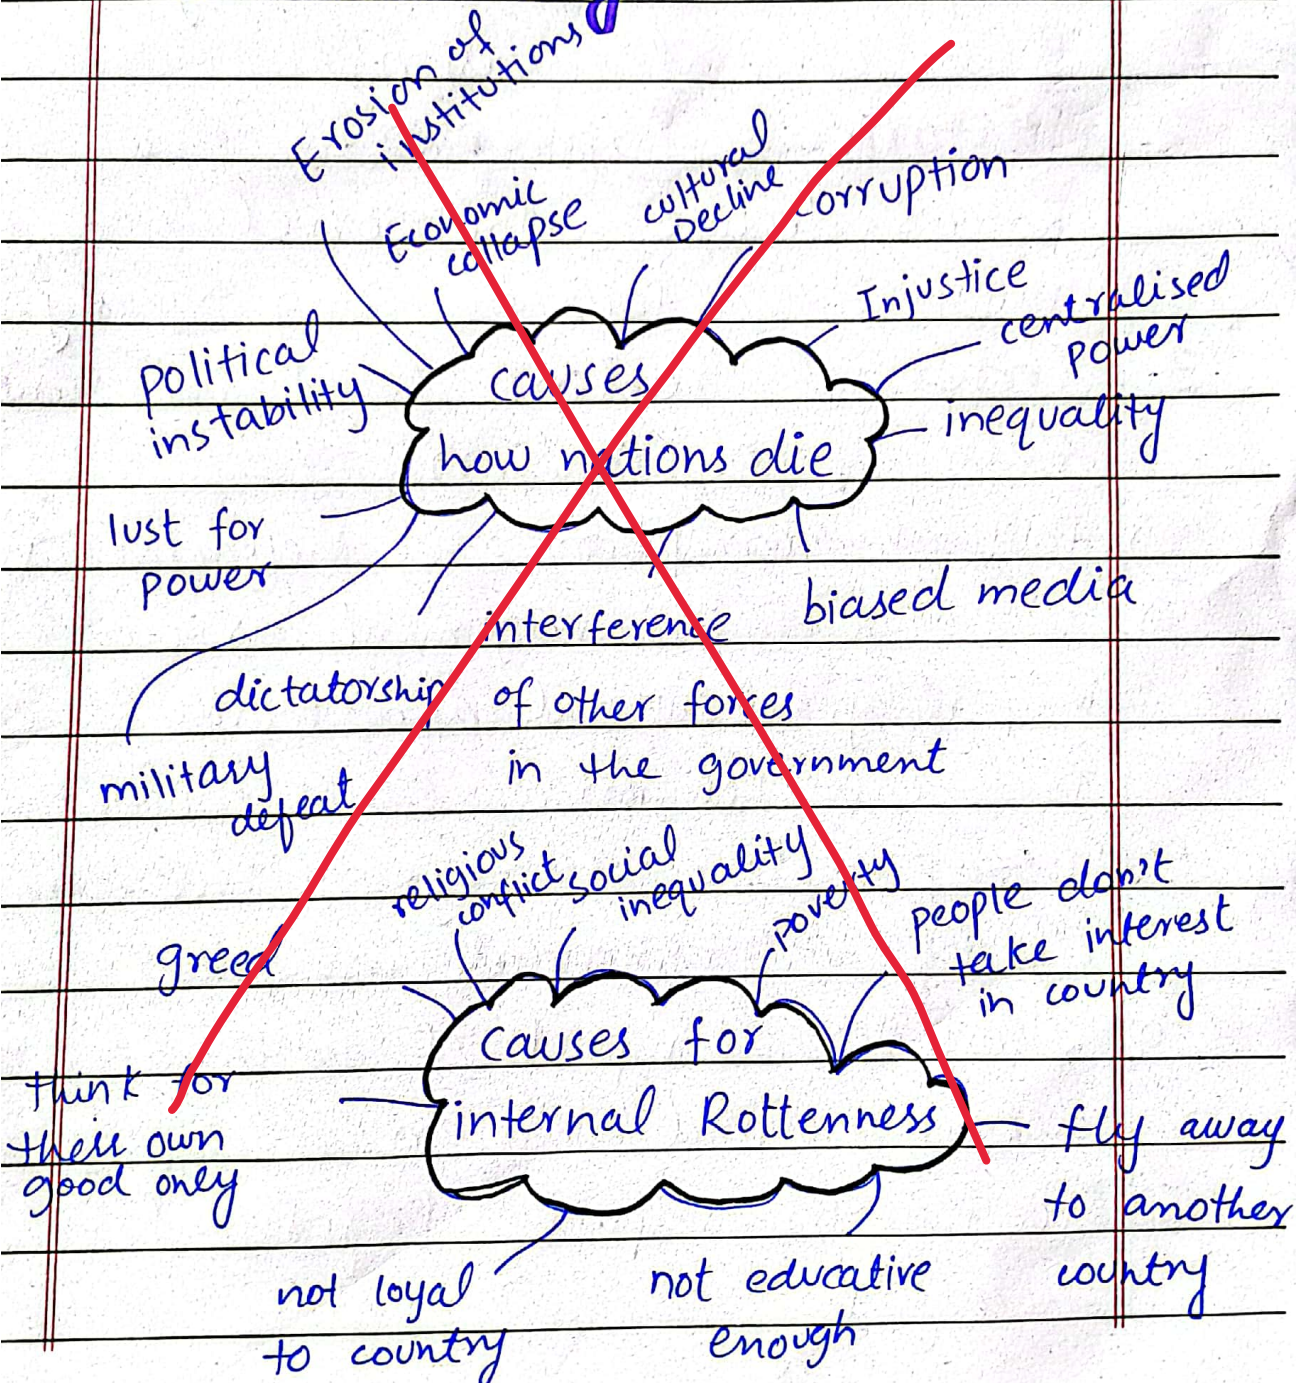 Erosion of
institutions
Economic
collapse
cultural
Decline
corruption
Injustice
centralised
power
inequality
political
instability
causes
how nations die
lust for
power
biased media
interference
of other forces
in the government
dictatorship
military
defeat
religious
conflict
social
inequality
poverty
people don't
take interest
in country
greed
causes for
internal Rottenness
think for
their own
good only
fly away
to another
country
not loyal
to country
not educative
enough